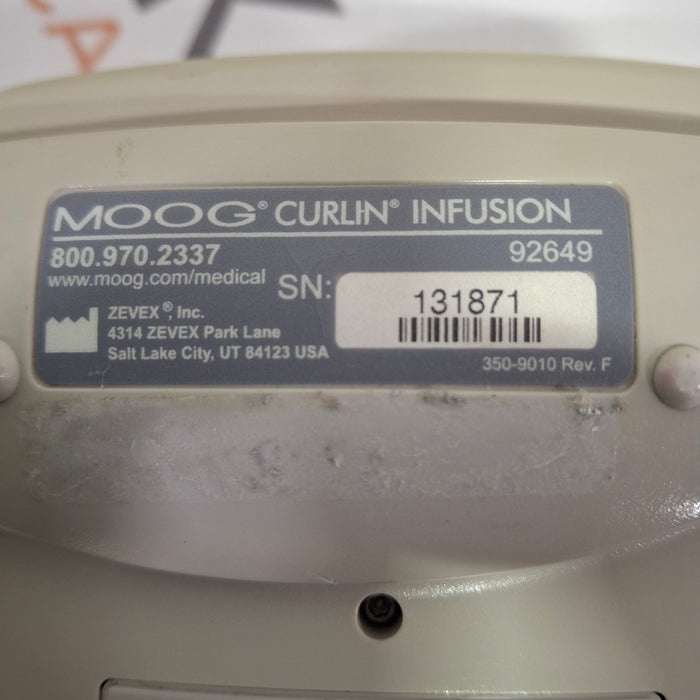 MOOG® CURLIN® INFUSION
800.970.2337 92649
www.moog.com/medical
SN: 131871
ZEVEX®, Inc.
4314 ZEVEX Park Lane
Salt Lake City, UT 84123 USA
350-9010 Rev. F